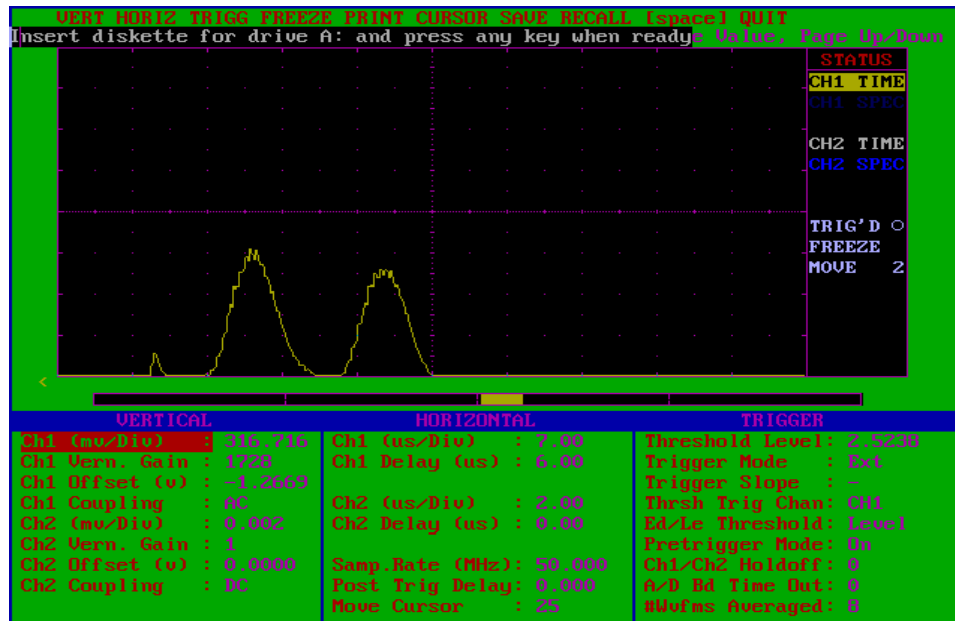 VERT HORIZ TRIGG FREEZE PRINT CURSOR SAVE RECALL [space] QUIT
Insert diskette for drive A: and press any key when ready e Value, Page Up/Down
STATUS
CH1 TIME
CH1 SPEC
CH2 TIME
CH2 SPEC
TRIG'D O
FREEZE
MOVE 2
<
VERTICAL
Ch1 (mv/Div) : 316.716
Ch1 Vern. Gain : 1728
Ch1 Offset (v) : -1.2669
Ch1 Coupling : AC
Ch2 (mv/Div) : 0.002
Ch2 Vern. Gain : 1
Ch2 Offset (v) : 0.0000
Ch2 Coupling : DC
HORIZONTAL
Ch1 (us/Div) : 7.00
Ch1 Delay (us) : 6.00
Ch2 (us/Div) : 2.00
Ch2 Delay (us) : 0.00
Samp.Rate (MHz): 50.000
Post Trig Delay: 0.000
Move Cursor : 25
TRIGGER
Threshold Level: 2.5238
Trigger Mode : Ext
Trigger Slope : -
Thrsh Trig Chan: CH1
Ed/Le Threshold: Level
Pretrigger Mode: On
Ch1/Ch2 Holdoff: 0
A/D Bd Time Out: 0
#Wvfms Averaged: 8